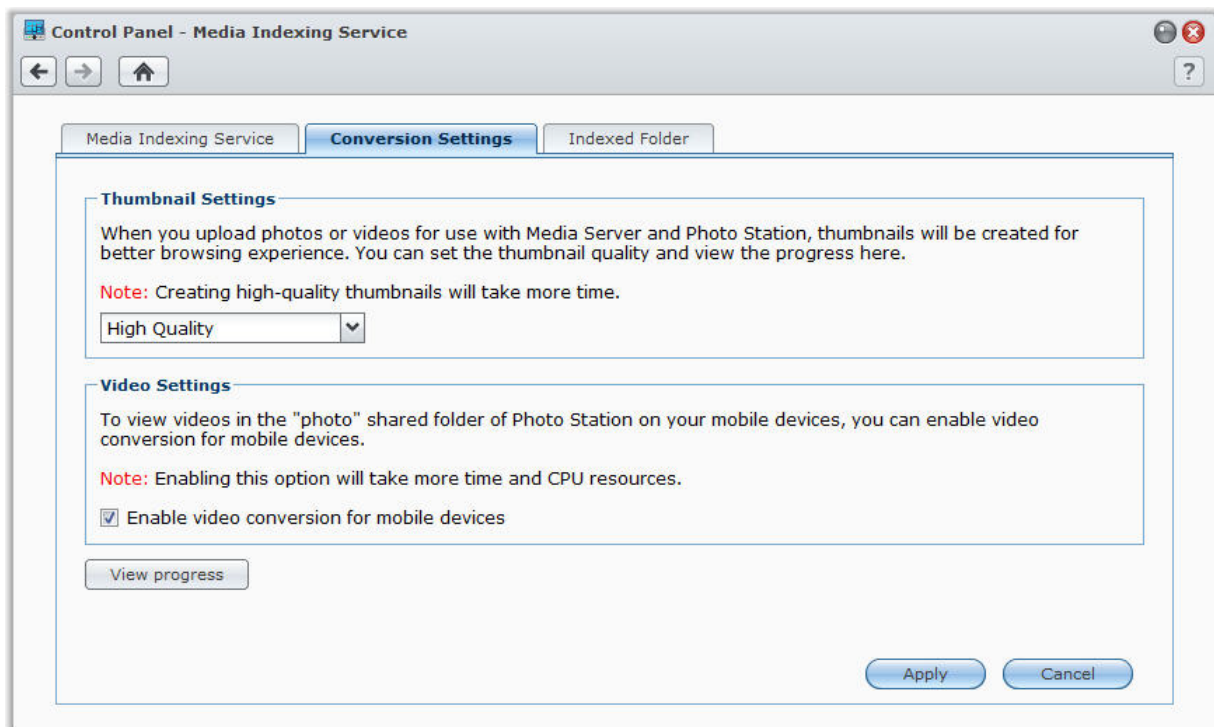 Control Panel - Media Indexing Service
?
Media Indexing Service
Conversion Settings
Indexed Folder
Thumbnail Settings
When you upload photos or videos for use with Media Server and Photo Station, thumbnails will be created for
better browsing experience. You can set the thumbnail quality and view the progress here.
Note: Creating high-quality thumbnails will take more time.
High Quality
Video Settings
To view videos in the "photo" shared folder of Photo Station on your mobile devices, you can enable video
conversion for mobile devices.
Note: Enabling this option will take more time and CPU resources.
Enable video conversion for mobile devices
View progress
Apply
Cancel